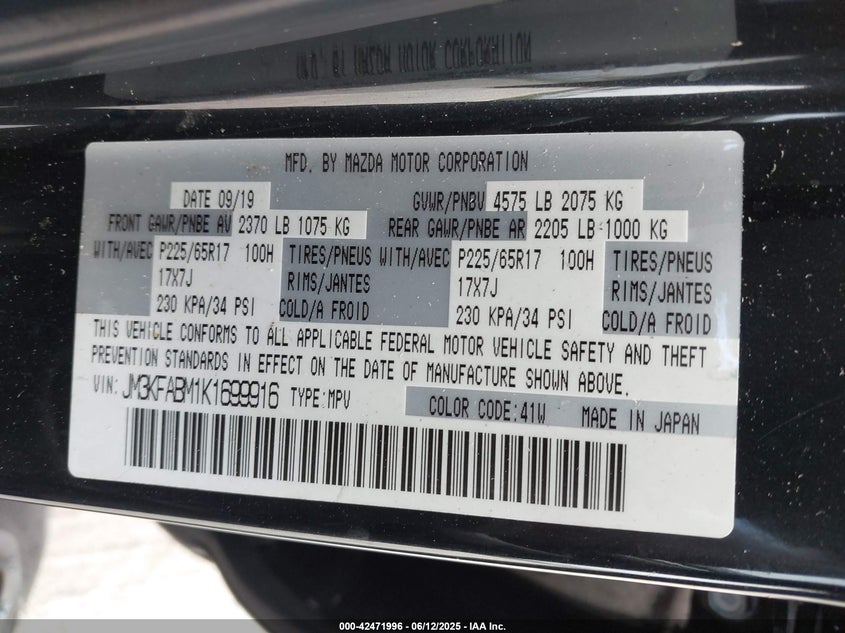 MFD. BY MAZDA MOTOR CORPORATION
DATE 09/19 GVWR/PNBV 4575 LB 2075 KG
FRONT GAWR/PNBE AV 2370 LB 1075 KG REAR GAWR/PNBE AR 2205 LB 1000 KG
WITH/AVEC P225/65R17 100H TIRES/PNEUS WITH/AVEC P225/65R17 100H TIRES/PNEUS
17X7J RIMS/JANTES 17X7J RIMS/JANTES
230 KPA/34 PSI COLD/A FROID 230 KPA/34 PSI COLD/A FROID
THIS VEHICLE CONFORMS TO ALL APPLICABLE FEDERAL MOTOR VEHICLE SAFETY AND THEFT
PREVENTION STANDARDS IN EFFECT ON THE DATE OF MANUFACTURE SHOWN ABOVE.
VIN: JM3KFABM1K1699916 TYPE:MPV
COLOR CODE:41W MADE IN JAPAN
000-42471996 - 06/12/2025 - IAA Inc.